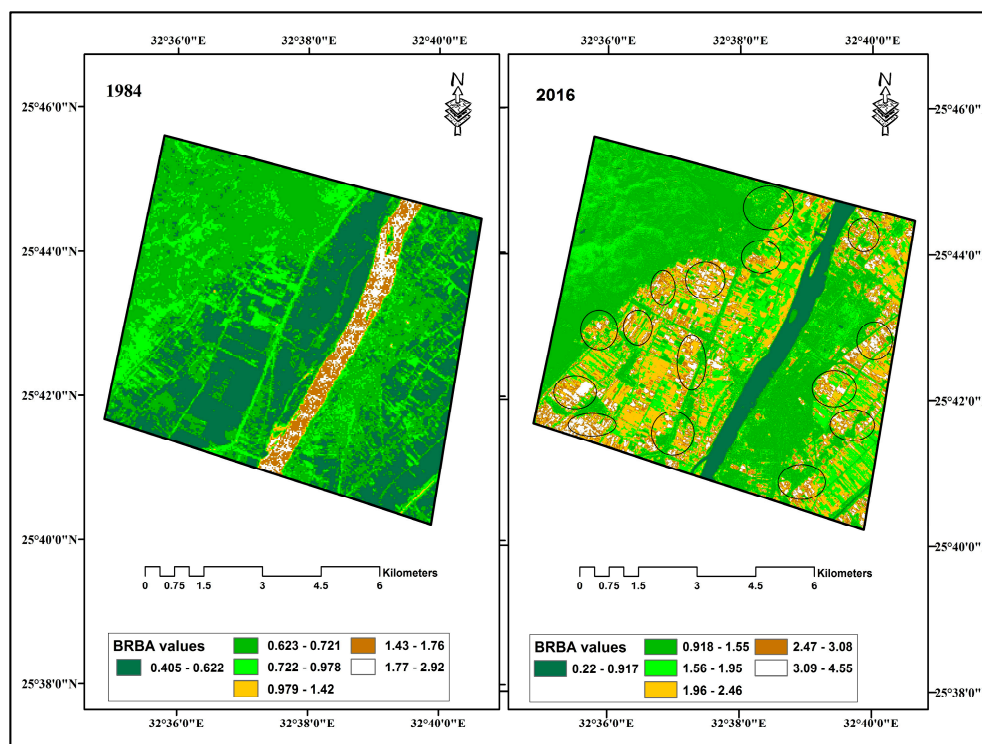 32°36'0"E 32°38'0"E 32°40'0"E
1984
N
25°46'0"N
25°44'0"N
25°42'0"N
25°40'0"N
25°38'0"N
Kilometers
0 0.75 1.5 3 4.5 6
BRBA values
0.405 - 0.622
0.623 - 0.721
0.722 - 0.978
0.979 - 1.42
1.43 - 1.76
1.77 - 2.92
32°36'0"E 32°38'0"E 32°40'0"E
32°36'0"E 32°38'0"E 32°40'0"E
2016
N
25°46'0"
25°44'0"
25°42'0"
25°40'0"
25°38'0"
Kilometers
0 0.75 1.5 3 4.5 6
BRBA values
0.22 - 0.917
0.918 - 1.55
1.56 - 1.95
1.96 - 2.46
2.47 - 3.08
3.09 - 4.55
32°36'0"E 32°38'0"E 32°40'0"E